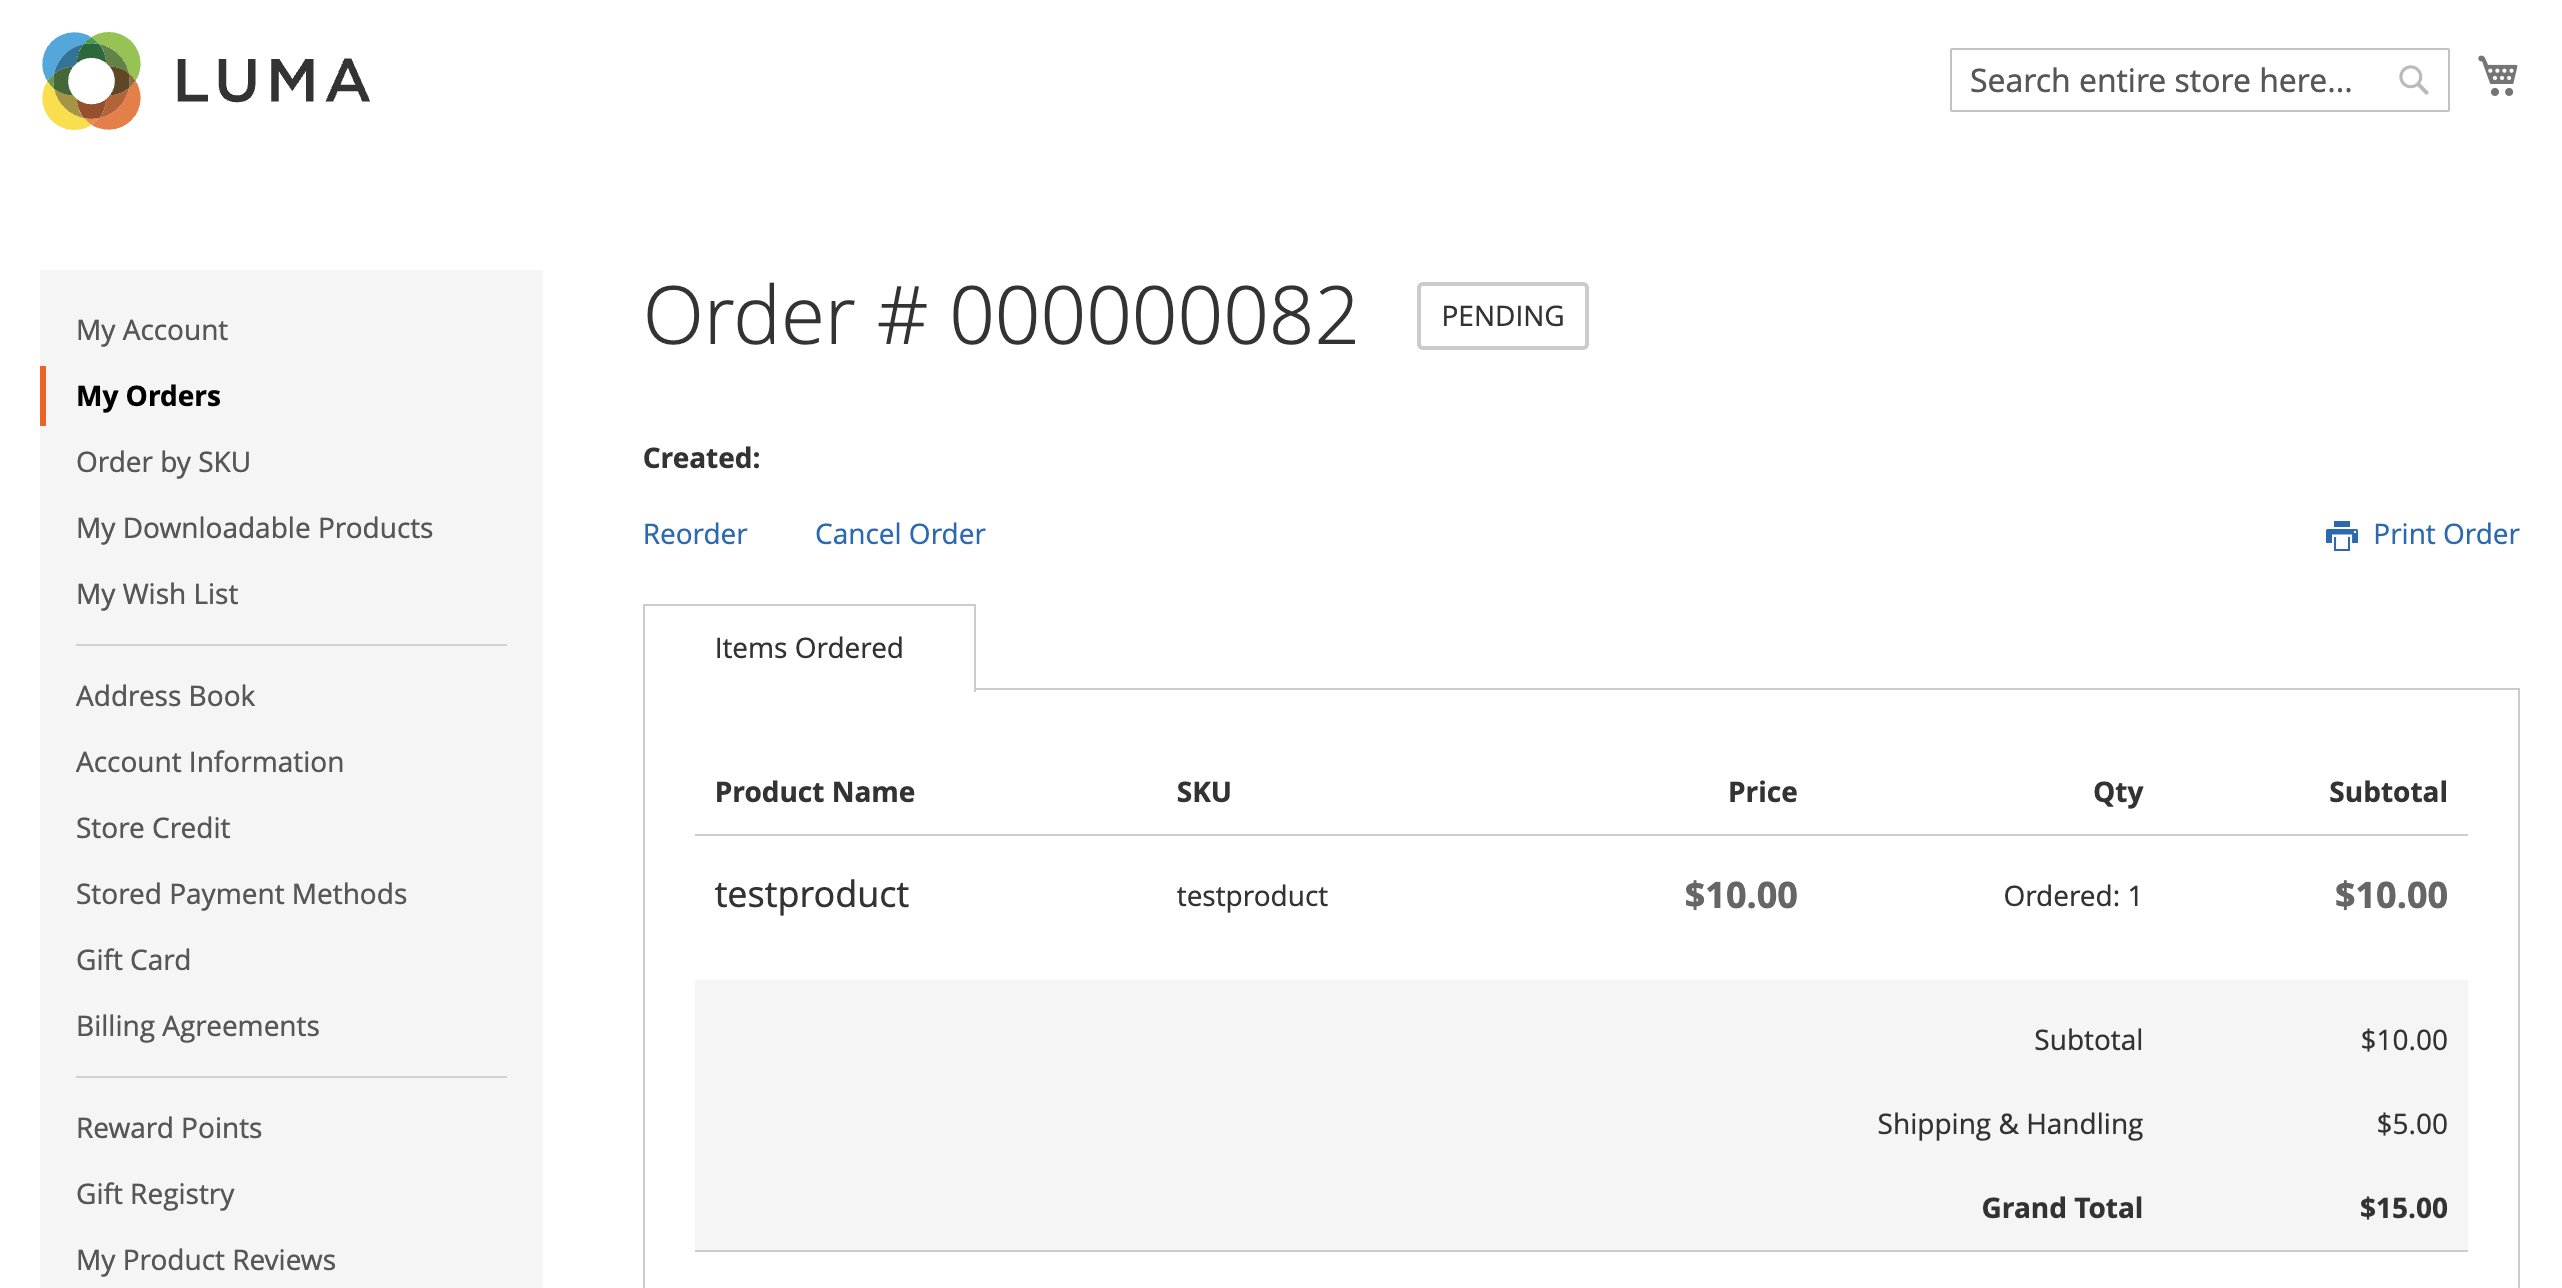 LUMA
Search entire store here...
My Account
My Orders
Order by SKU
My Downloadable Products
My Wish List
Address Book
Account Information
Store Credit
Stored Payment Methods
Gift Card
Billing Agreements
Reward Points
Gift Registry
My Product Reviews
Order # 000000082 PENDING
Created:
Reorder Cancel Order Print Order
Items Ordered
Product Name SKU Price Qty Subtotal
testproduct testproduct $10.00 Ordered: 1 $10.00
Subtotal $10.00
Shipping & Handling $5.00
Grand Total $15.00